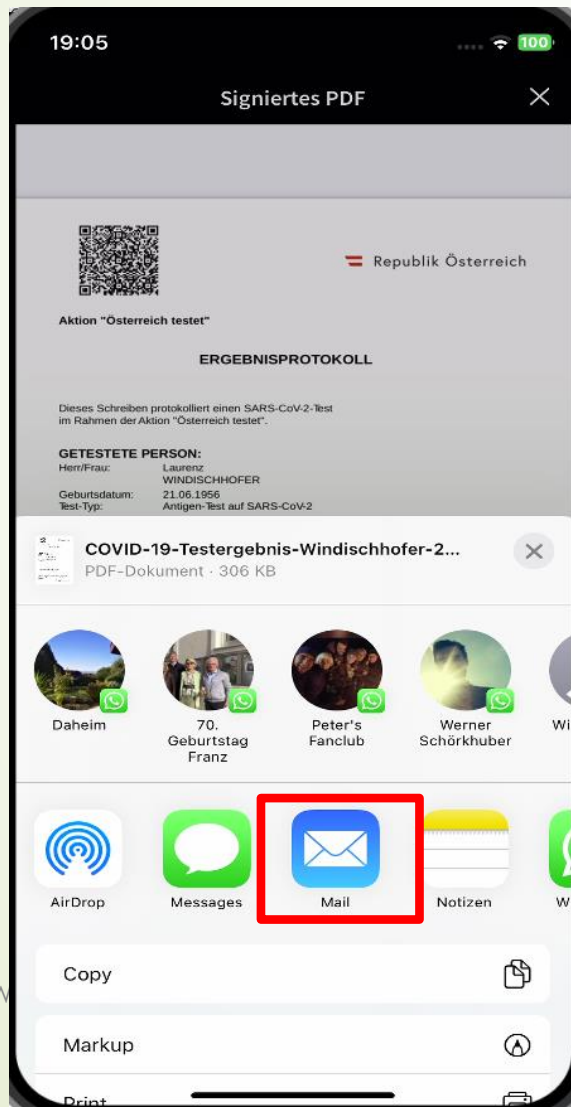 19:05
100
Signiertes PDF
Republik Österreich
Aktion "Österreich testet"
ERGEBNISPROTOKOLL
Dieses Schreiben protokolliert einen SARS-CoV-2-Test
im Rahmen der Aktion "Österreich testet".
GETESTETE PERSON:
Herr/Frau: Laurenz
WINDISCHHOFER
Geburtsdatum: 21.06.1956
Test-Typ: Antigen-Test auf SARS-CoV-2
COVID-19-Testergebnis-Windischhofer-2...
PDF-Dokument · 306 KB
Daheim
70.
Geburtstag
Franz
Peter's
Fanclub
Werner
Schörkhuber
Wi
AirDrop
Messages
Mail
Notizen
W
Copy
Markup
Print